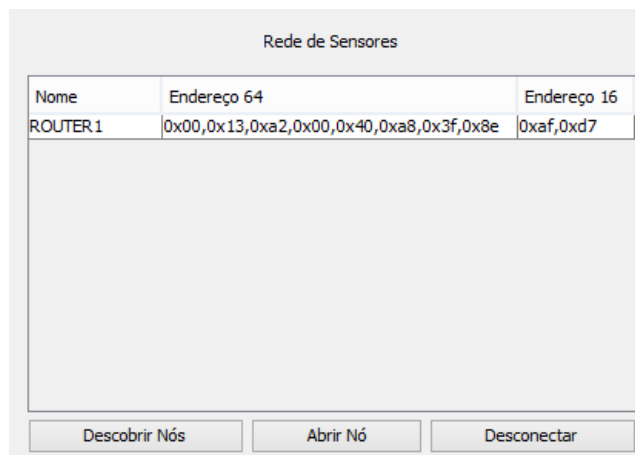 Rede de Sensores
Nome Endereço 64 Endereço 16
ROUTER1 0x00,0x13,0xa2,0x00,0x40,0xa8,0x3f,0x8e 0xaf,0xd7
Descobrir Nós Abrir Nó Desconectar